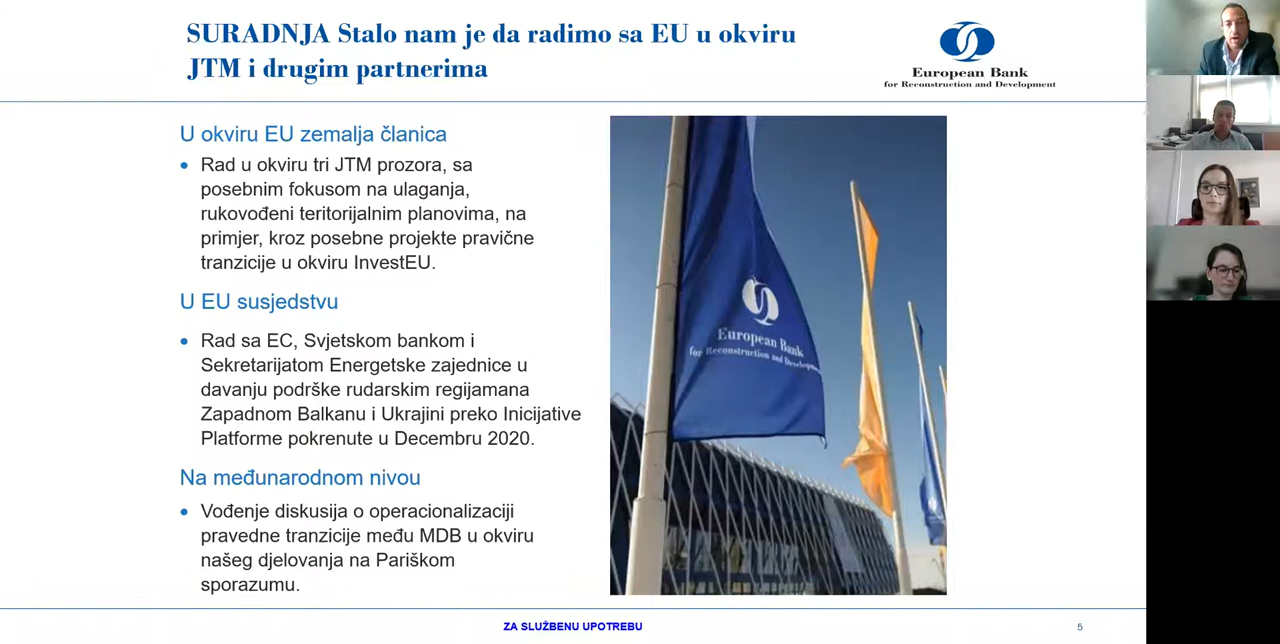 SURADNJA Stalo nam je da radimo sa EU u okviru
JTM i drugim partnerima
European Bank
for Reconstruction and Development
U okviru EU zemalja članica
• Rad u okviru tri JTM prozora, sa
posebnim fokusom na ulaganja,
rukovođeni teritorijalnim planovima, na
primjer, kroz posebne projekte pravične
tranzicije u okviru InvestEU.
U EU susjedstvu
• Rad sa EC, Svjetskom bankom i
Sekretarijatom Energetske zajednice u
davanju podrške rudarskim regijamana
Zapadnom Balkanu i Ukrajini preko Inicijative
Platforme pokrenute u Decembru 2020.
Na međunarodnom nivou
• Vođenje diskusija o operacionalizaciji
pravedne tranzicije među MDB u okviru
našeg djelovanja na Pariškom
sporazumu.
European Bank
for Reconstruction and Development
ZA SLUŽBENU UPOTREBU
5